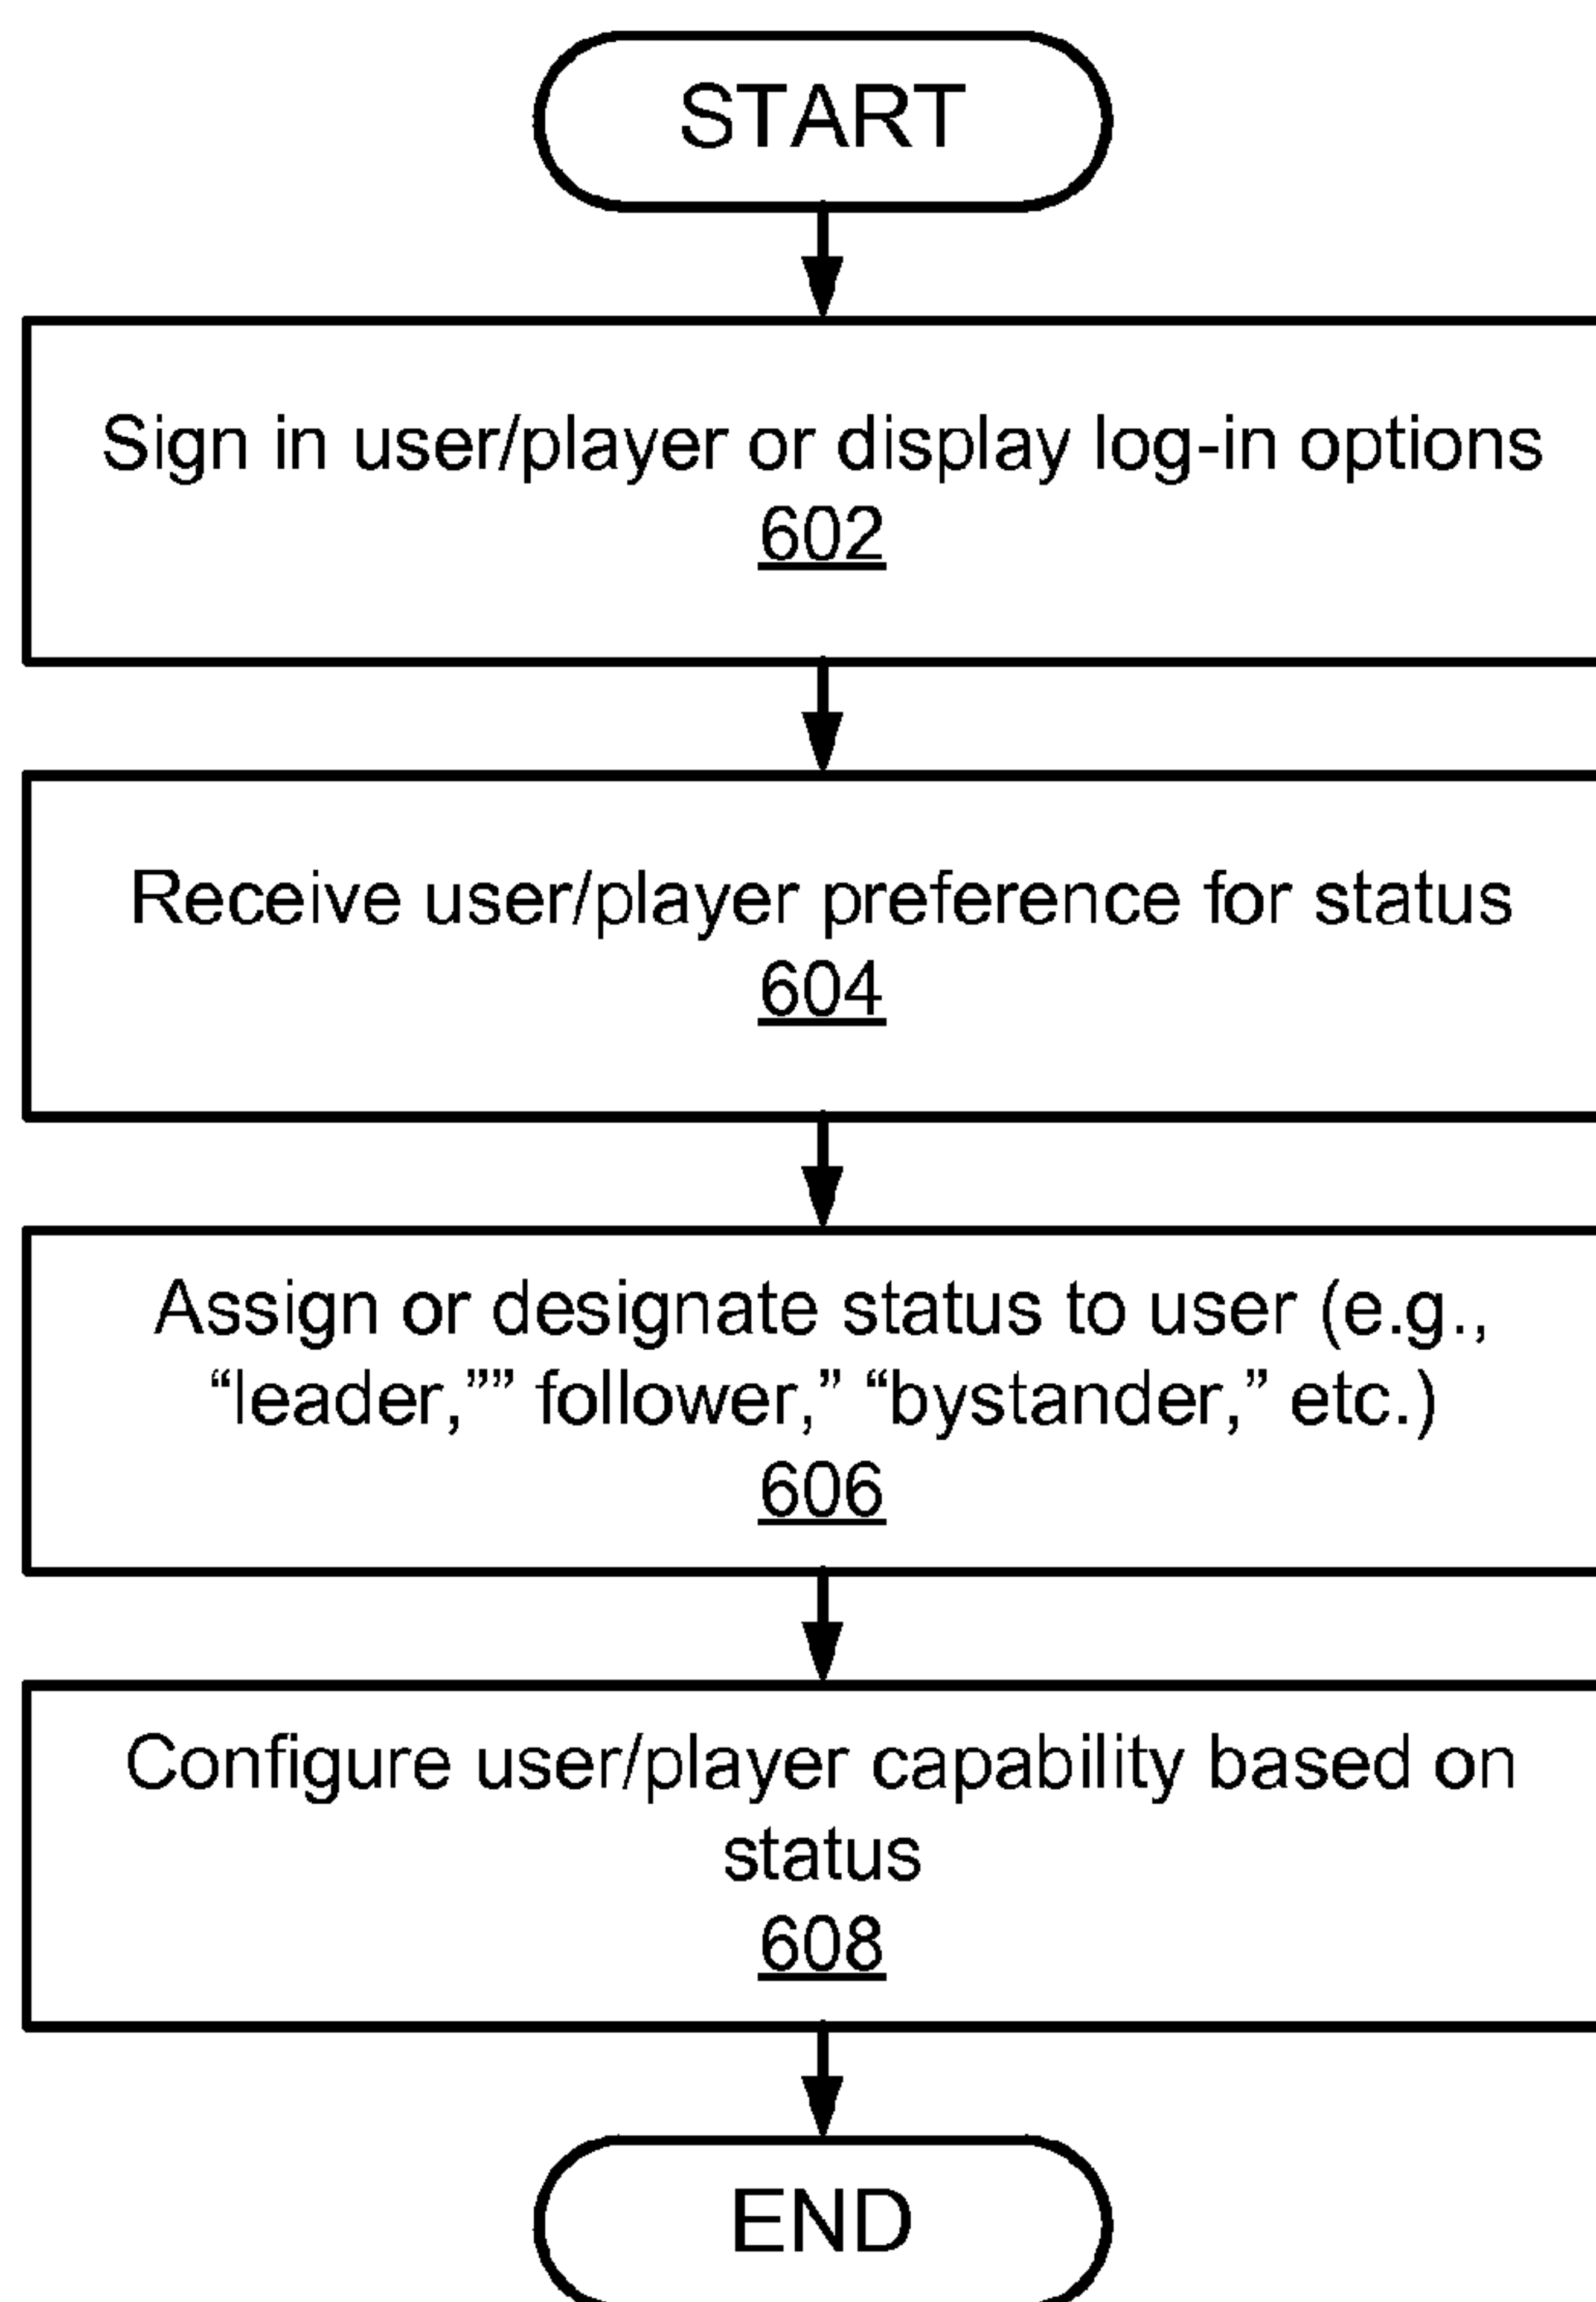 START
Sign in user/player or display log-in options
602
Receive user/player preference for status
604
Assign or designate status to user (e.g.,
“leader,”” follower,” “bystander,” etc.)
606
Configure user/player capability based on
status
608
END